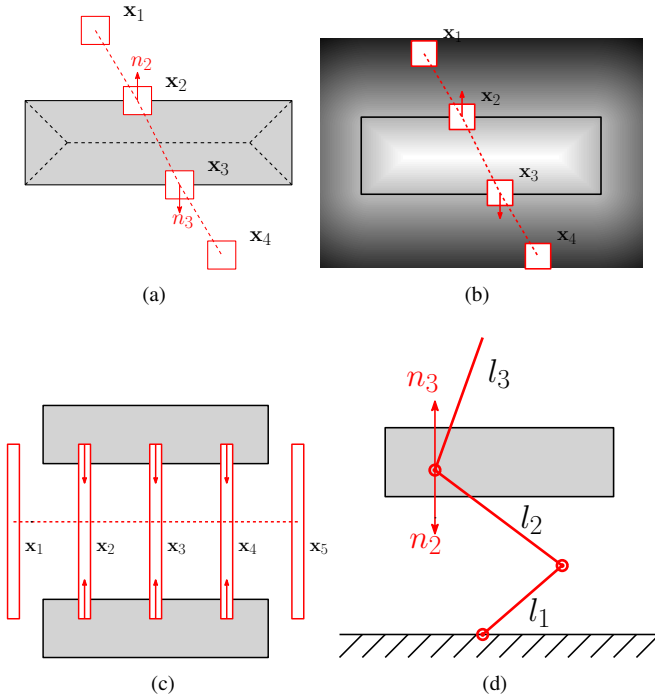 x₁
n₂
x₂
x₃
n₃
x₄
(a)
x₁
x₂
x₃
x₄
(b)
x₁
x₂
x₃
x₄
x₅
(c)
l₃
n₃
n₂
l₂
l₁
(d)